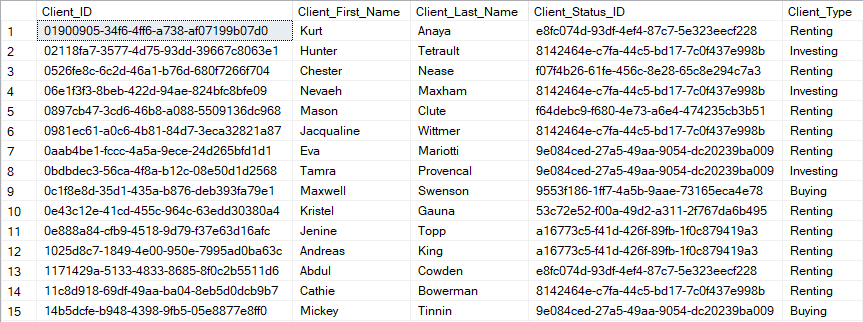 Client_ID Client_First_Name Client_Last_Name Client_Status_ID Client_Type
1 01900905-34f6-4ff6-a738-af07199b07d0 Kurt Anaya e8fc074d-93df-4ef4-87c7-5e323eecf228 Renting
2 02118fa7-3577-4d75-93dd-39667c8063e1 Hunter Tetrault 8142464e-c7fa-44c5-bd17-7c0f437e998b Investing
3 0526fe8c-6c2d-46a1-b76d-680f7266f704 Chester Nease f07f4b26-61fe-456c-8e28-65c8e294c7a3 Renting
4 06e1f3f3-8beb-422d-94ae-824bfc8bfe09 Nevaeh Maxham 8142464e-c7fa-44c5-bd17-7c0f437e998b Investing
5 0897cb47-3cd6-46b8-a088-5509136dc968 Mason Clute f64debc9-f680-4e73-a6e4-474235cb3b51 Renting
6 0981ec61-a0c6-4b81-84d7-3eca32821a87 Jacqualine Wittmer 8142464e-c7fa-44c5-bd17-7c0f437e998b Renting
7 0aab4be1-fccc-4a5a-9ece-24d265bfd1d1 Eva Mariotti 9e084ced-27a5-49aa-9054-dc20239ba009 Renting
8 0bdbdec3-56ca-4f8a-b12c-08e50d1d2568 Tamra Provencal 9e084ced-27a5-49aa-9054-dc20239ba009 Investing
9 0c1f8e8d-35d1-435a-b876-deb393fa79e1 Maxwell Swenson 9553f186-1ff7-4a5b-9aae-73165eca4e78 Buying
10 0e43c12e-41cd-455c-964c-63edd30380a4 Kristel Gauna 53c72e52-f00a-49d2-a311-2f767da6b495 Renting
11 0e888a84-cfb9-4518-9d79-f37e63d16afc Jenine Topp a16773c5-f41d-426f-89fb-1f0c879419a3 Renting
12 1025d8c7-1849-4e00-950e-7995ad0ba63c Andreas King a16773c5-f41d-426f-89fb-1f0c879419a3 Renting
13 1171429a-5133-4833-8685-8f0c2b5511d6 Abdul Cowden e8fc074d-93df-4ef4-87c7-5e323eecf228 Renting
14 11c8d918-69df-49aa-ba04-8eb5d0dcb9b7 Cathie Bowerman 8142464e-c7fa-44c5-bd17-7c0f437e998b Renting
15 14b5dcfe-b948-4398-9fb5-05e8877e8ff0 Mickey Tinnin 9e084ced-27a5-49aa-9054-dc20239ba009 Buying